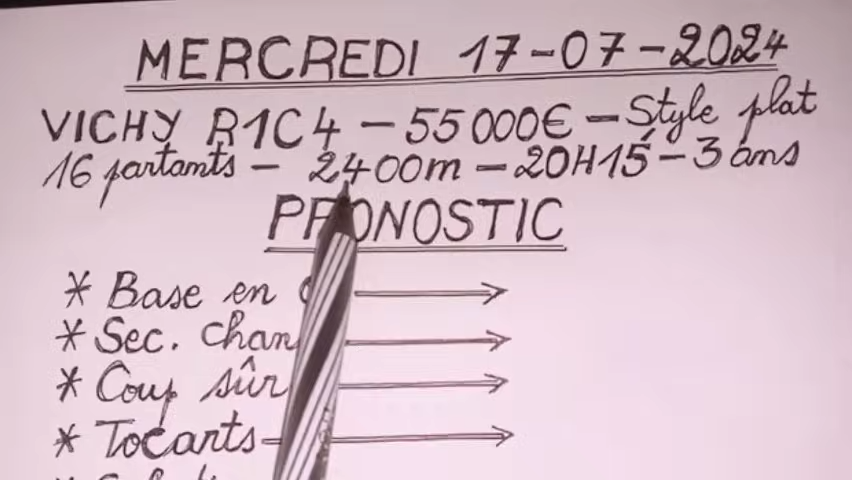 MERCREDI 17-07-2024
VICHY R1C4 - 55000€ - Style plat
16 partants - 2400m - 20H15 - 3 ans
PRONOSTIC
* Base en
* Sec.
* Coup sûr
* Tocarts